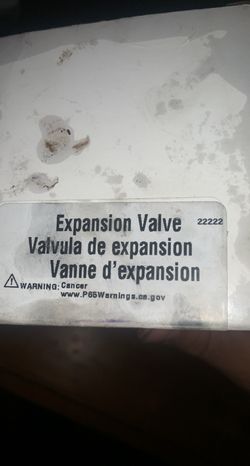 Expansion Valve 22222
Valvula de expansion
Vanne d'expansion
⚠WARNING: Cancer
www.P65Warnings.ca.gov